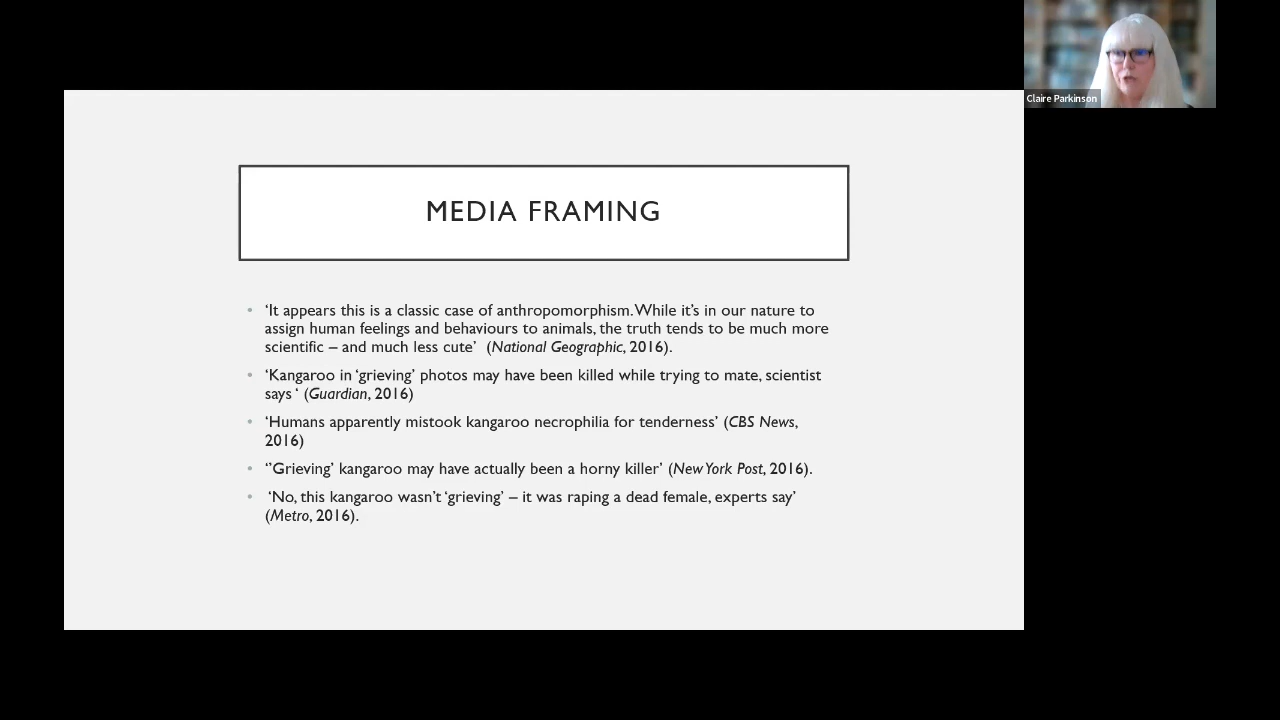 Claire Parkinson
MEDIA FRAMING
• ‘It appears this is a classic case of anthropomorphism. While it’s in our nature to
assign human feelings and behaviours to animals, the truth tends to be much more
scientific – and much less cute’  (National Geographic, 2016).
• ‘Kangaroo in ‘grieving’ photos may have been killed while trying to mate, scientist
says ‘ (Guardian, 2016)
• ‘Humans apparently mistook kangaroo necrophilia for tenderness’ (CBS News,
2016)
• ‘’Grieving’ kangaroo may have actually been a horny killer’ (New York Post, 2016).
• ‘No, this kangaroo wasn’t ‘grieving’ – it was raping a dead female, experts say’
(Metro, 2016).